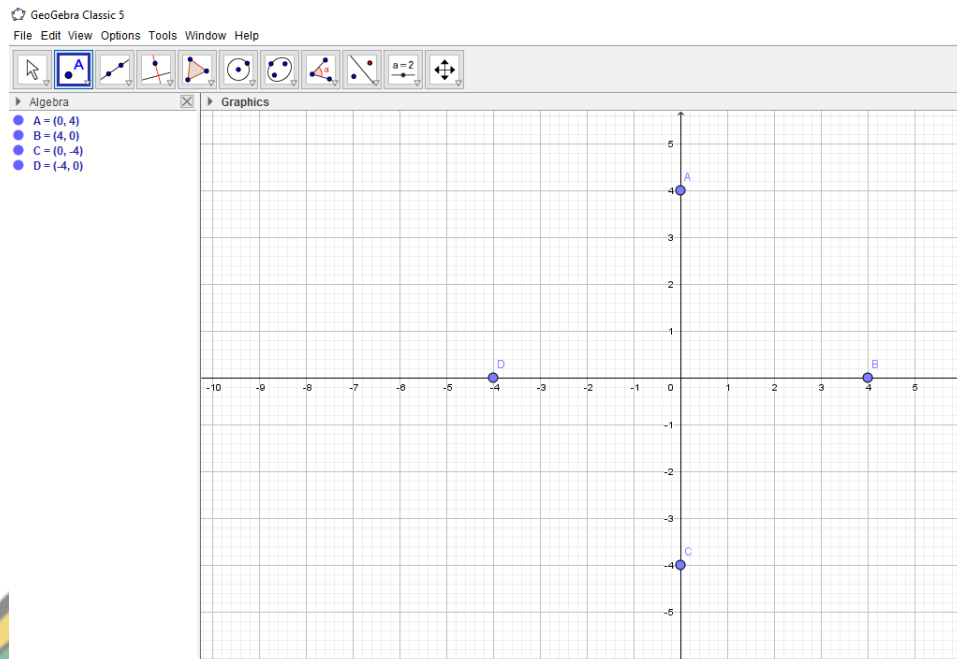 GeoGebra Classic 5
File Edit View Options Tools Window Help
A α a = 2
Algebra Graphics
A = (0, 4)
B = (4, 0)
C = (0, -4)
D = (-4, 0)
5
A
4
3
2
1
D B
-10 -9 -8 -7 -6 -5 -4 -3 -2 -1 0 1 2 3 4 5
-1
-2
-3
C
-4
-5